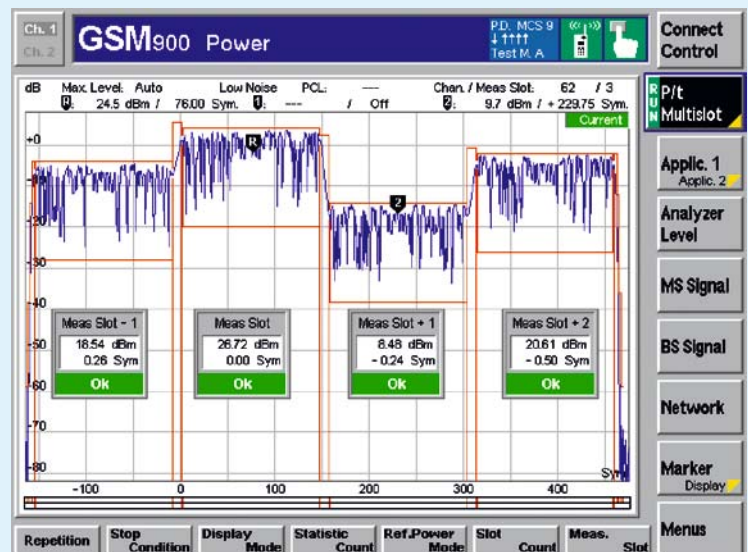 Ch. 1
Ch. 2
GSM900 Power
P.D. MCS 9
↓↑↑↑↑
Test M. A
Connect
Control
dB Max. Level: Auto Low Noise PCL: --- Chan. / Meas Slot: 62 / 3
R: 24.5 dBm / 76.00 Sym. 1: --- / Off 2: 9.7 dBm / + 229.75 Sym.
Current
RUN
P/t
Multislot
Applic. 1
Applic. 2
Analyzer
Level
MS Signal
BS Signal
Network
Marker
Display
Menus
+0
-10
-20
-30
-40
-50
-60
-70
-80
R
2
Meas Slot - 1
18.54 dBm
0.26 Sym
Ok
Meas Slot
26.72 dBm
0.00 Sym
Ok
Meas Slot + 1
8.48 dBm
- 0.24 Sym
Ok
Meas Slot + 2
20.61 dBm
- 0.50 Sym
Ok
Sym
-100 0 100 200 300 400
Repetition
Stop
Condition
Display
Mode
Statistic
Count
Ref.Power
Mode
Slot
Count
Meas.
Slot